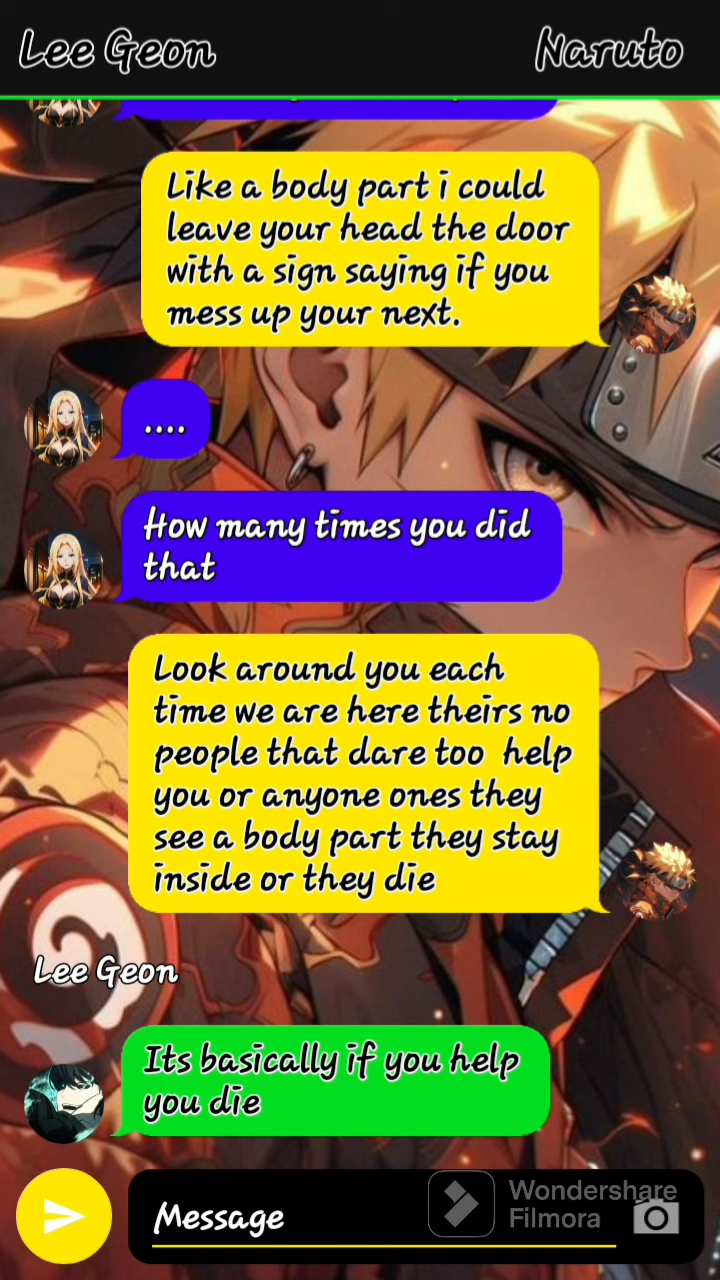 Lee Geon Naruto
Like a body part i could
leave your head the door
with a sign saying if you
mess up your next.
....
How many times you did
that
Look around you each
time we are here theirs no
people that dare too help
you or anyone ones they
see a body part they stay
inside or they die
Lee Geon
Its basically if you help
you die
Message
Wondershare
Filmora